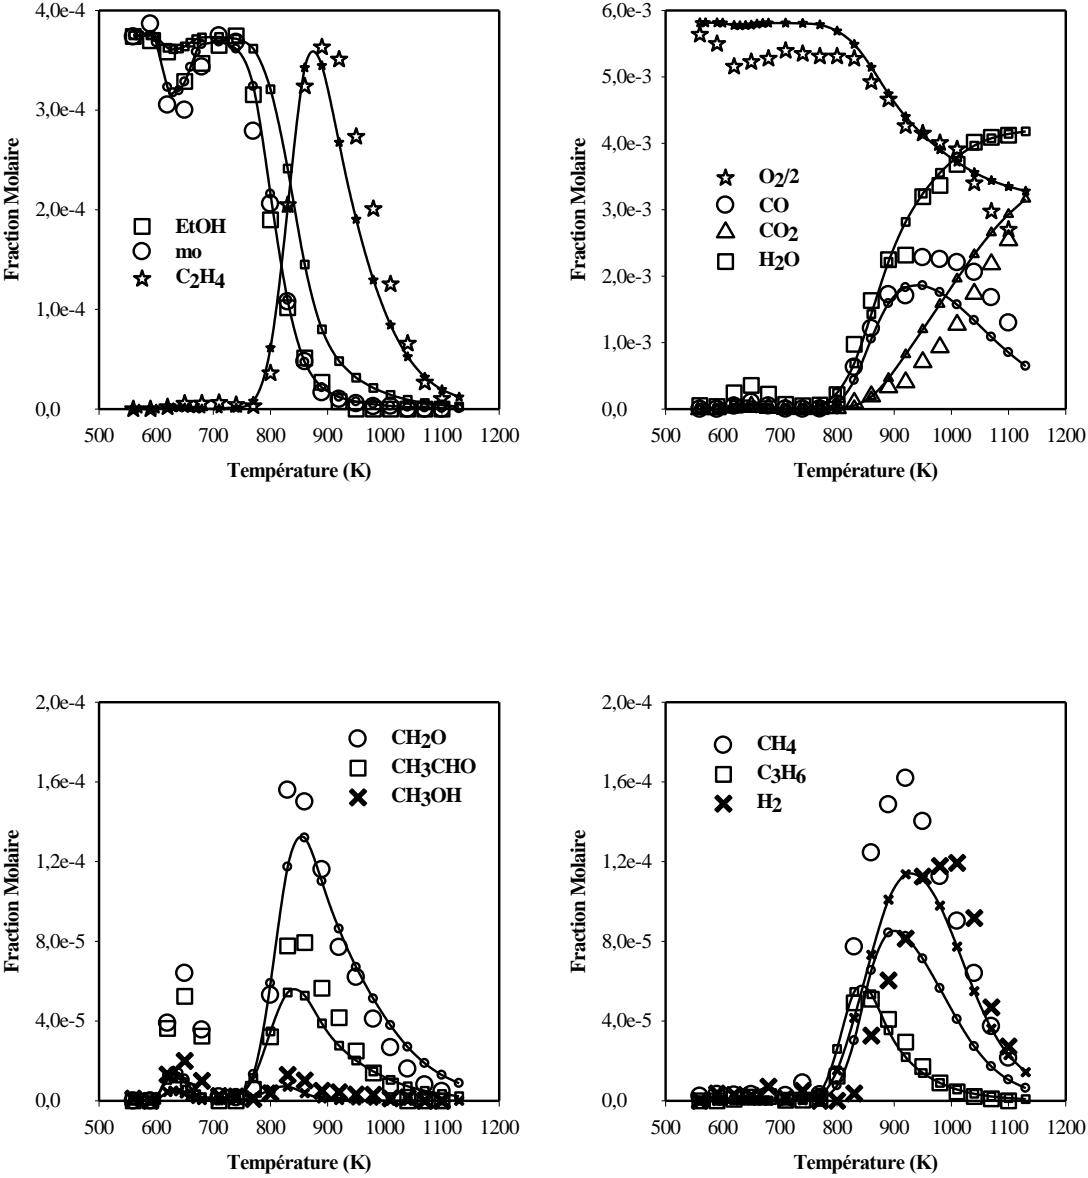 4,0e-4
3,0e-4
2,0e-4
1,0e-4
0,0
Fraction Molaire
EtOH
mo
C2H4
500 600 700 800 900 1000 1100 1200
Température (K)
6,0e-3
5,0e-3
4,0e-3
3,0e-3
2,0e-3
1,0e-3
0,0
Fraction Molaire
O2/2
CO
CO2
H2O
500 600 700 800 900 1000 1100 1200
Température (K)
2,0e-4
1,6e-4
1,2e-4
8,0e-5
4,0e-5
0,0
Fraction Molaire
CH2O
CH3CHO
CH3OH
500 600 700 800 900 1000 1100 1200
Température (K)
2,0e-4
1,6e-4
1,2e-4
8,0e-5
4,0e-5
0,0
Fraction Molaire
CH4
C3H6
H2
500 600 700 800 900 1000 1100 1200
Température (K)